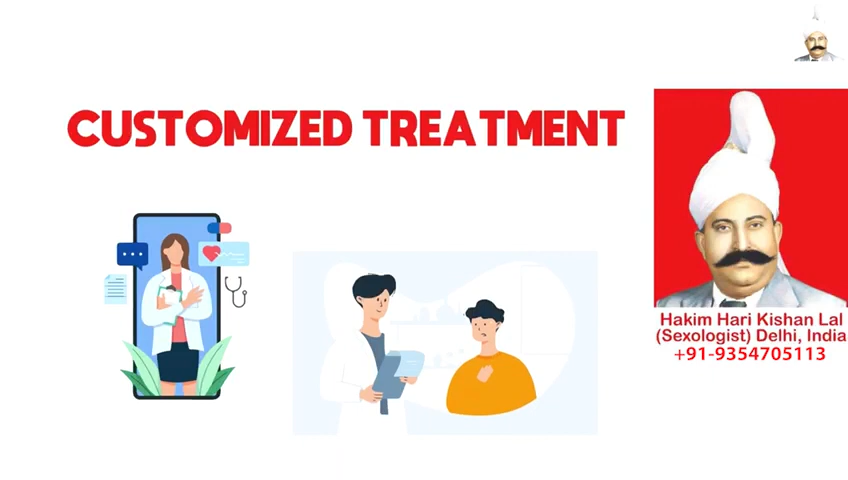 CUSTOMIZED TREATMENT
Hakim Hari Kishan Lal
(Sexologist) Delhi, India
+91-9354705113